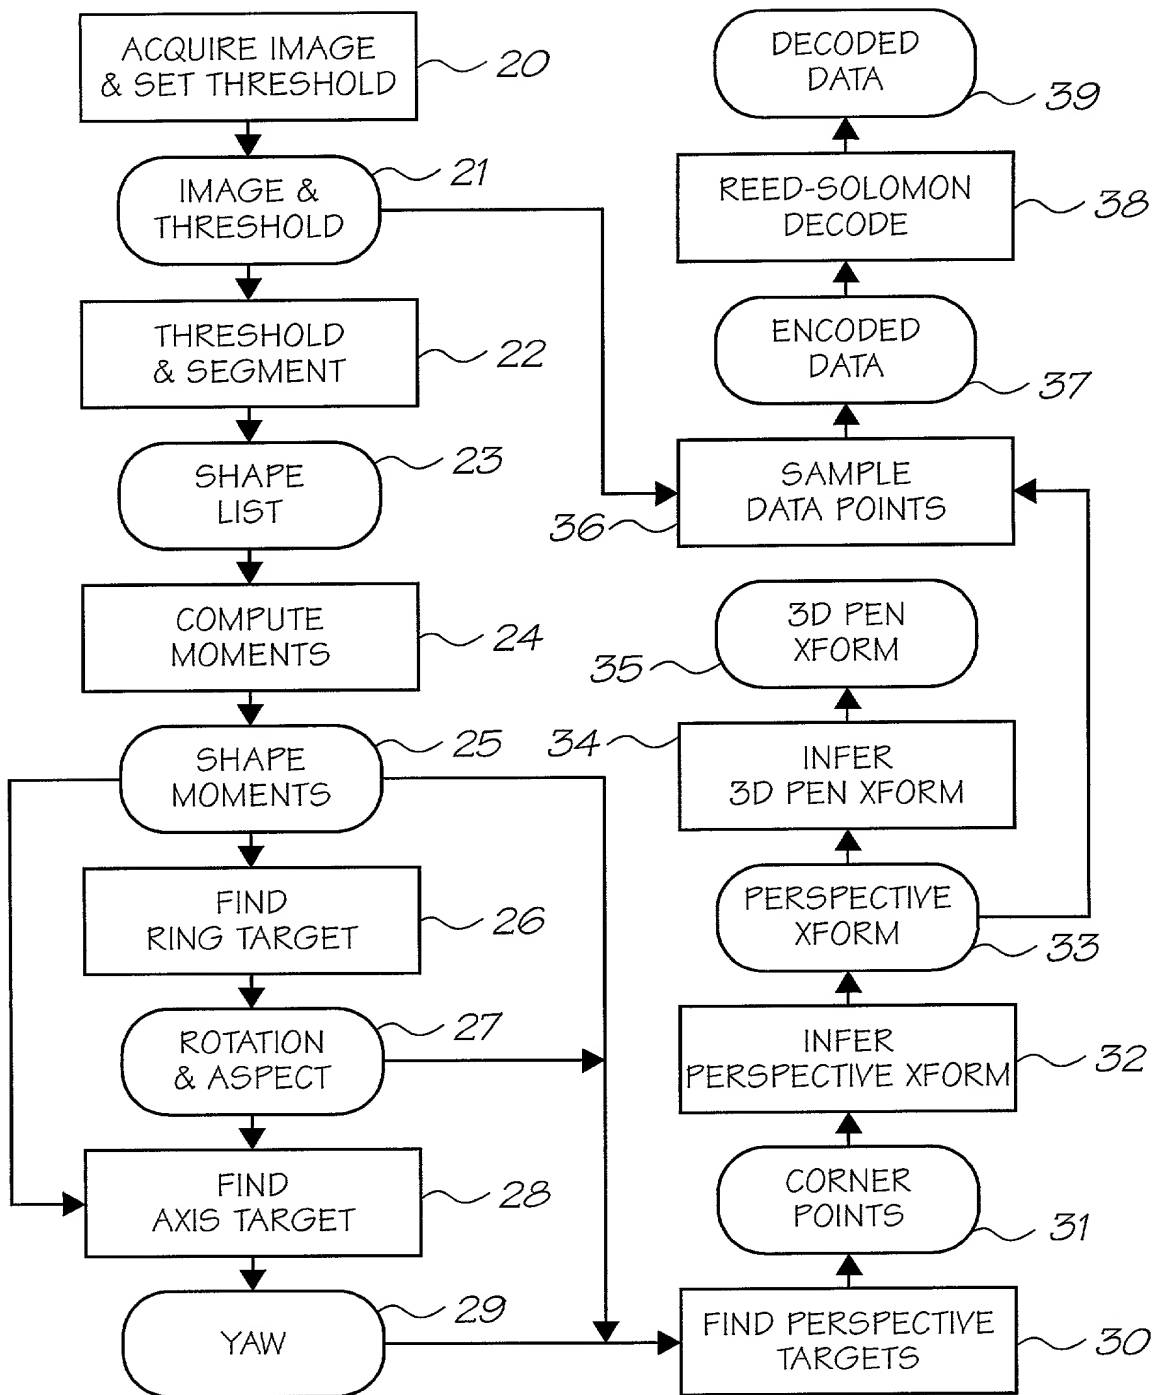 ACQUIRE IMAGE
& SET THRESHOLD
20
IMAGE &
THRESHOLD
21
THRESHOLD
& SEGMENT
22
SHAPE
LIST
23
COMPUTE
MOMENTS
24
SHAPE
MOMENTS
25
FIND
RING TARGET
26
ROTATION
& ASPECT
27
FIND
AXIS TARGET
28
YAW
29
DECODED
DATA
39
REED-SOLOMON
DECODE
38
ENCODED
DATA
37
SAMPLE
DATA POINTS
36
3D PEN
XFORM
35
34
INFER
3D PEN XFORM
PERSPECTIVE
XFORM
33
INFER
PERSPECTIVE XFORM
32
CORNER
POINTS
31
FIND PERSPECTIVE
TARGETS
30